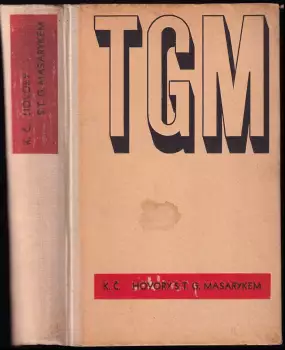 K. Č. HOVORY
S T. G. MASARYKEM
TGM
K. Č. HOVORY S T. G. MASARYKEM